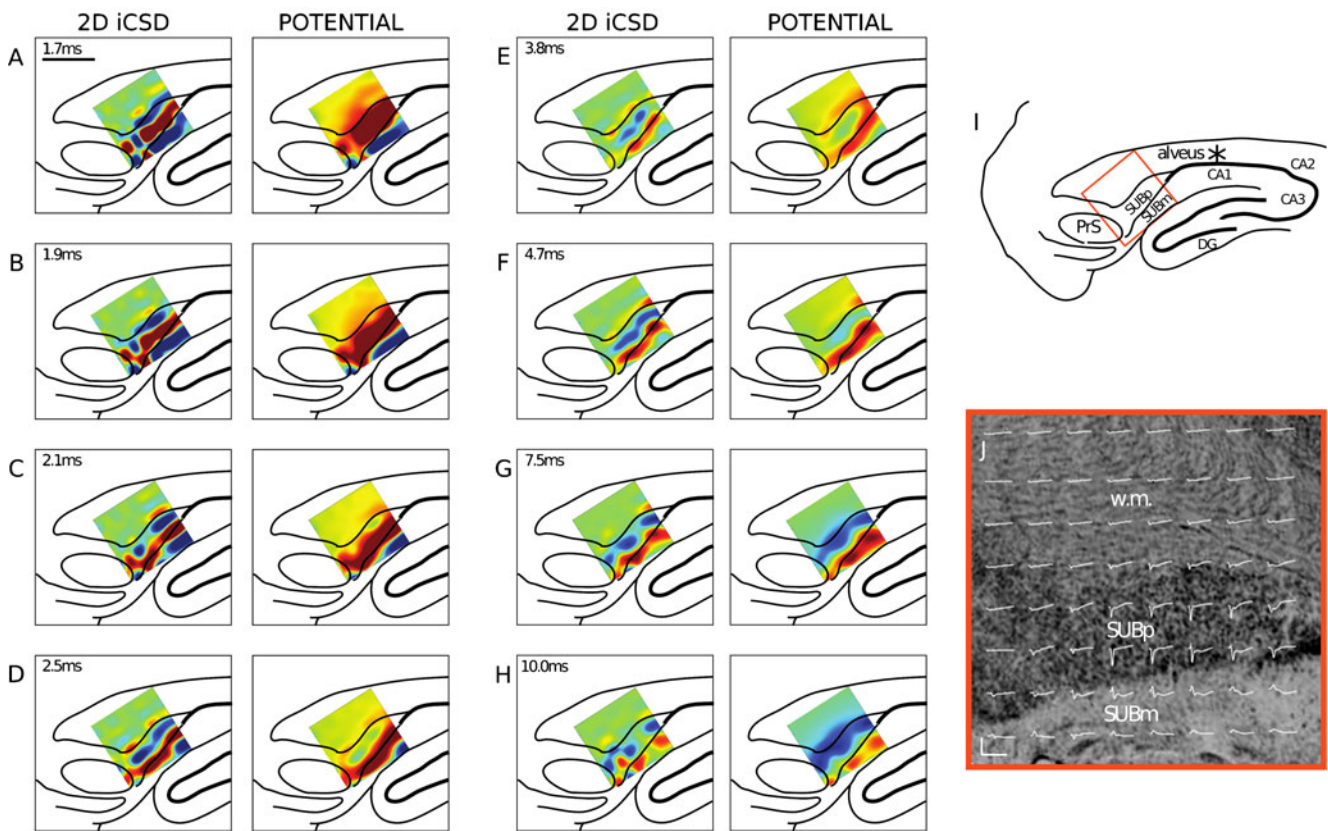 2D iCSD
POTENTIAL
2D iCSD
POTENTIAL
A
1.7ms
B
1.9ms
C
2.1ms
D
2.5ms
E
3.8ms
F
4.7ms
G
7.5ms
H
10.0ms
I
alveus
CA1
CA2
CA3
SUBp
SUBm
PrS
DG
J
w.m.
SUBp
SUBm